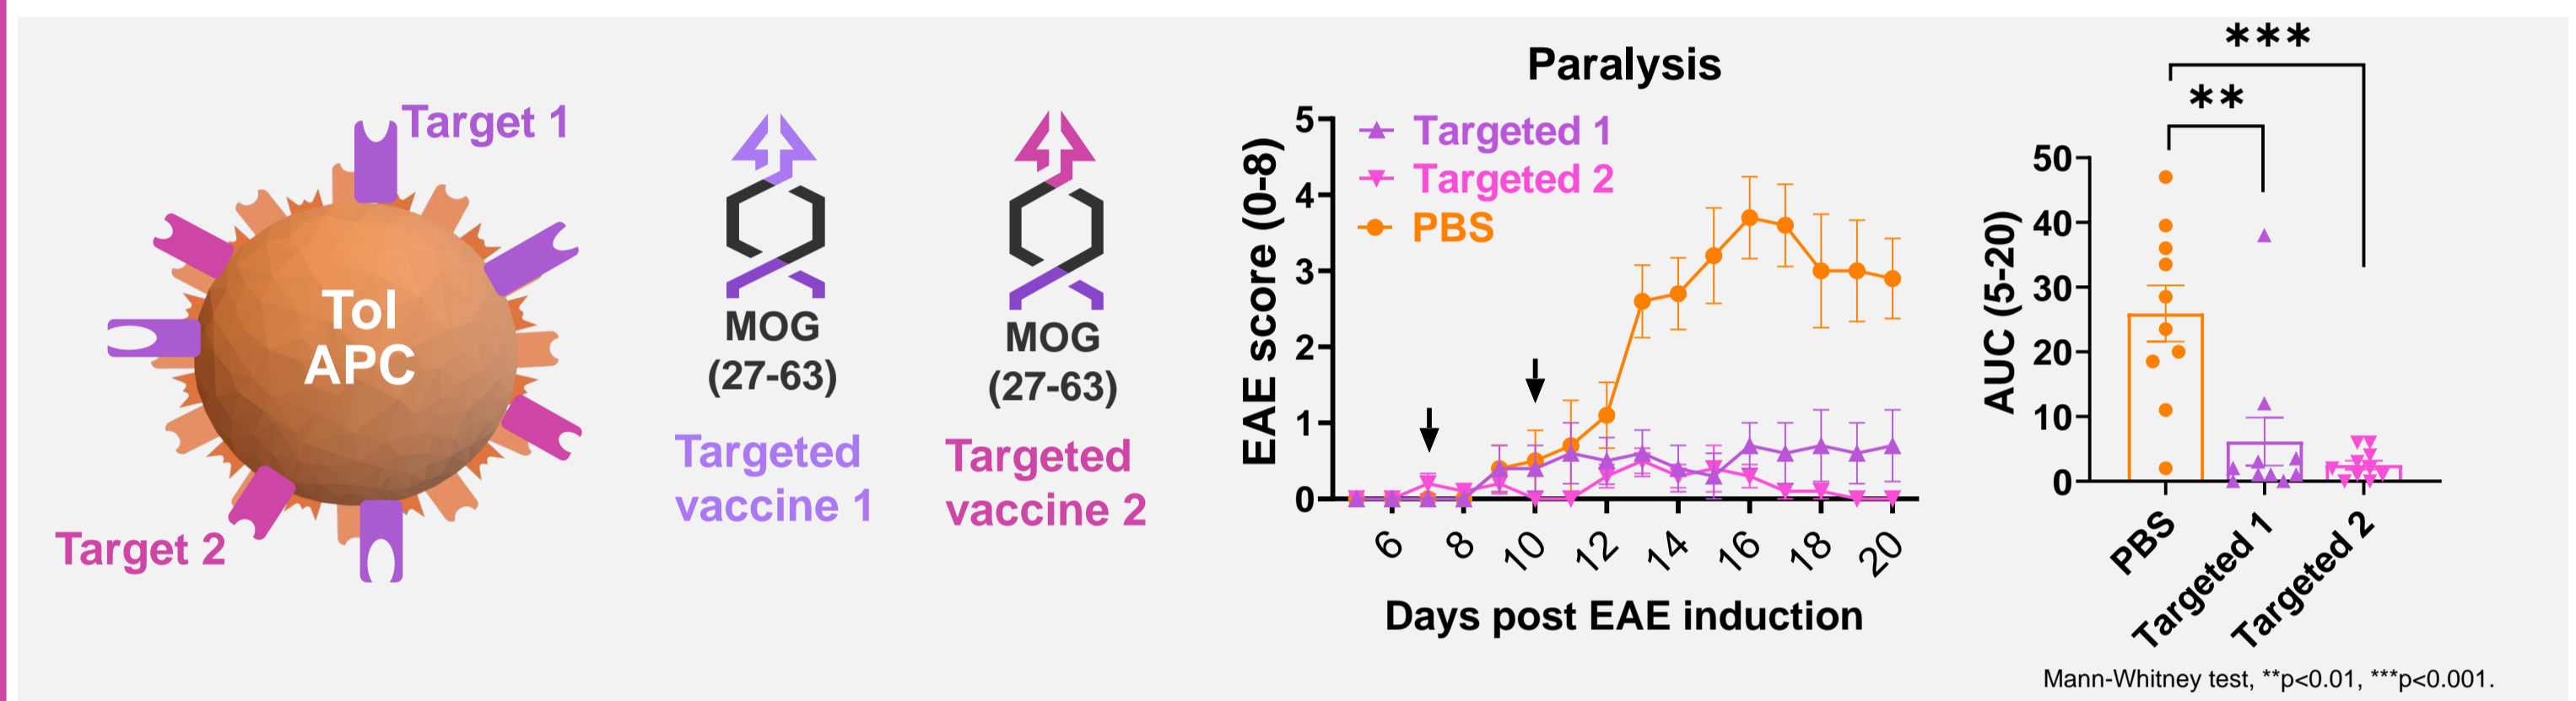 Target 1
Tol
APC
Target 2
MOG
(27-63)
Targeted
vaccine 1
MOG
(27-63)
Targeted
vaccine 2
Paralysis
EAE score (0-8)
5
4
3
2
1
0
Targeted 1
Targeted 2
PBS
6
8
10
12
14
16
18
20
Days post EAE induction
***
**
AUC (5-20)
50
40
30
20
10
0
PBS
Targeted 1
Targeted 2
Mann-Whitney test, **p<0.01, ***p<0.001.